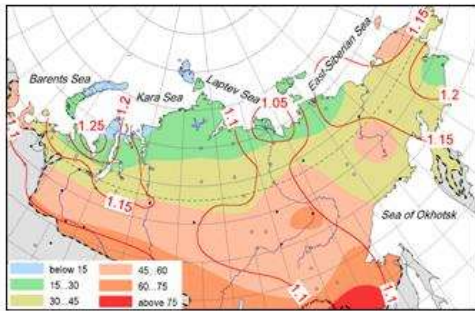 1.15
Barents Sea
Kara Sea
Laptev Sea
East-Siberian Sea
1.2
1.05
1.1
1.25
1.2
1.1
1.15
1.15
Sea of Okhotsk
1.1
below 15
15...30
30...45
45...60
60...75
above 75